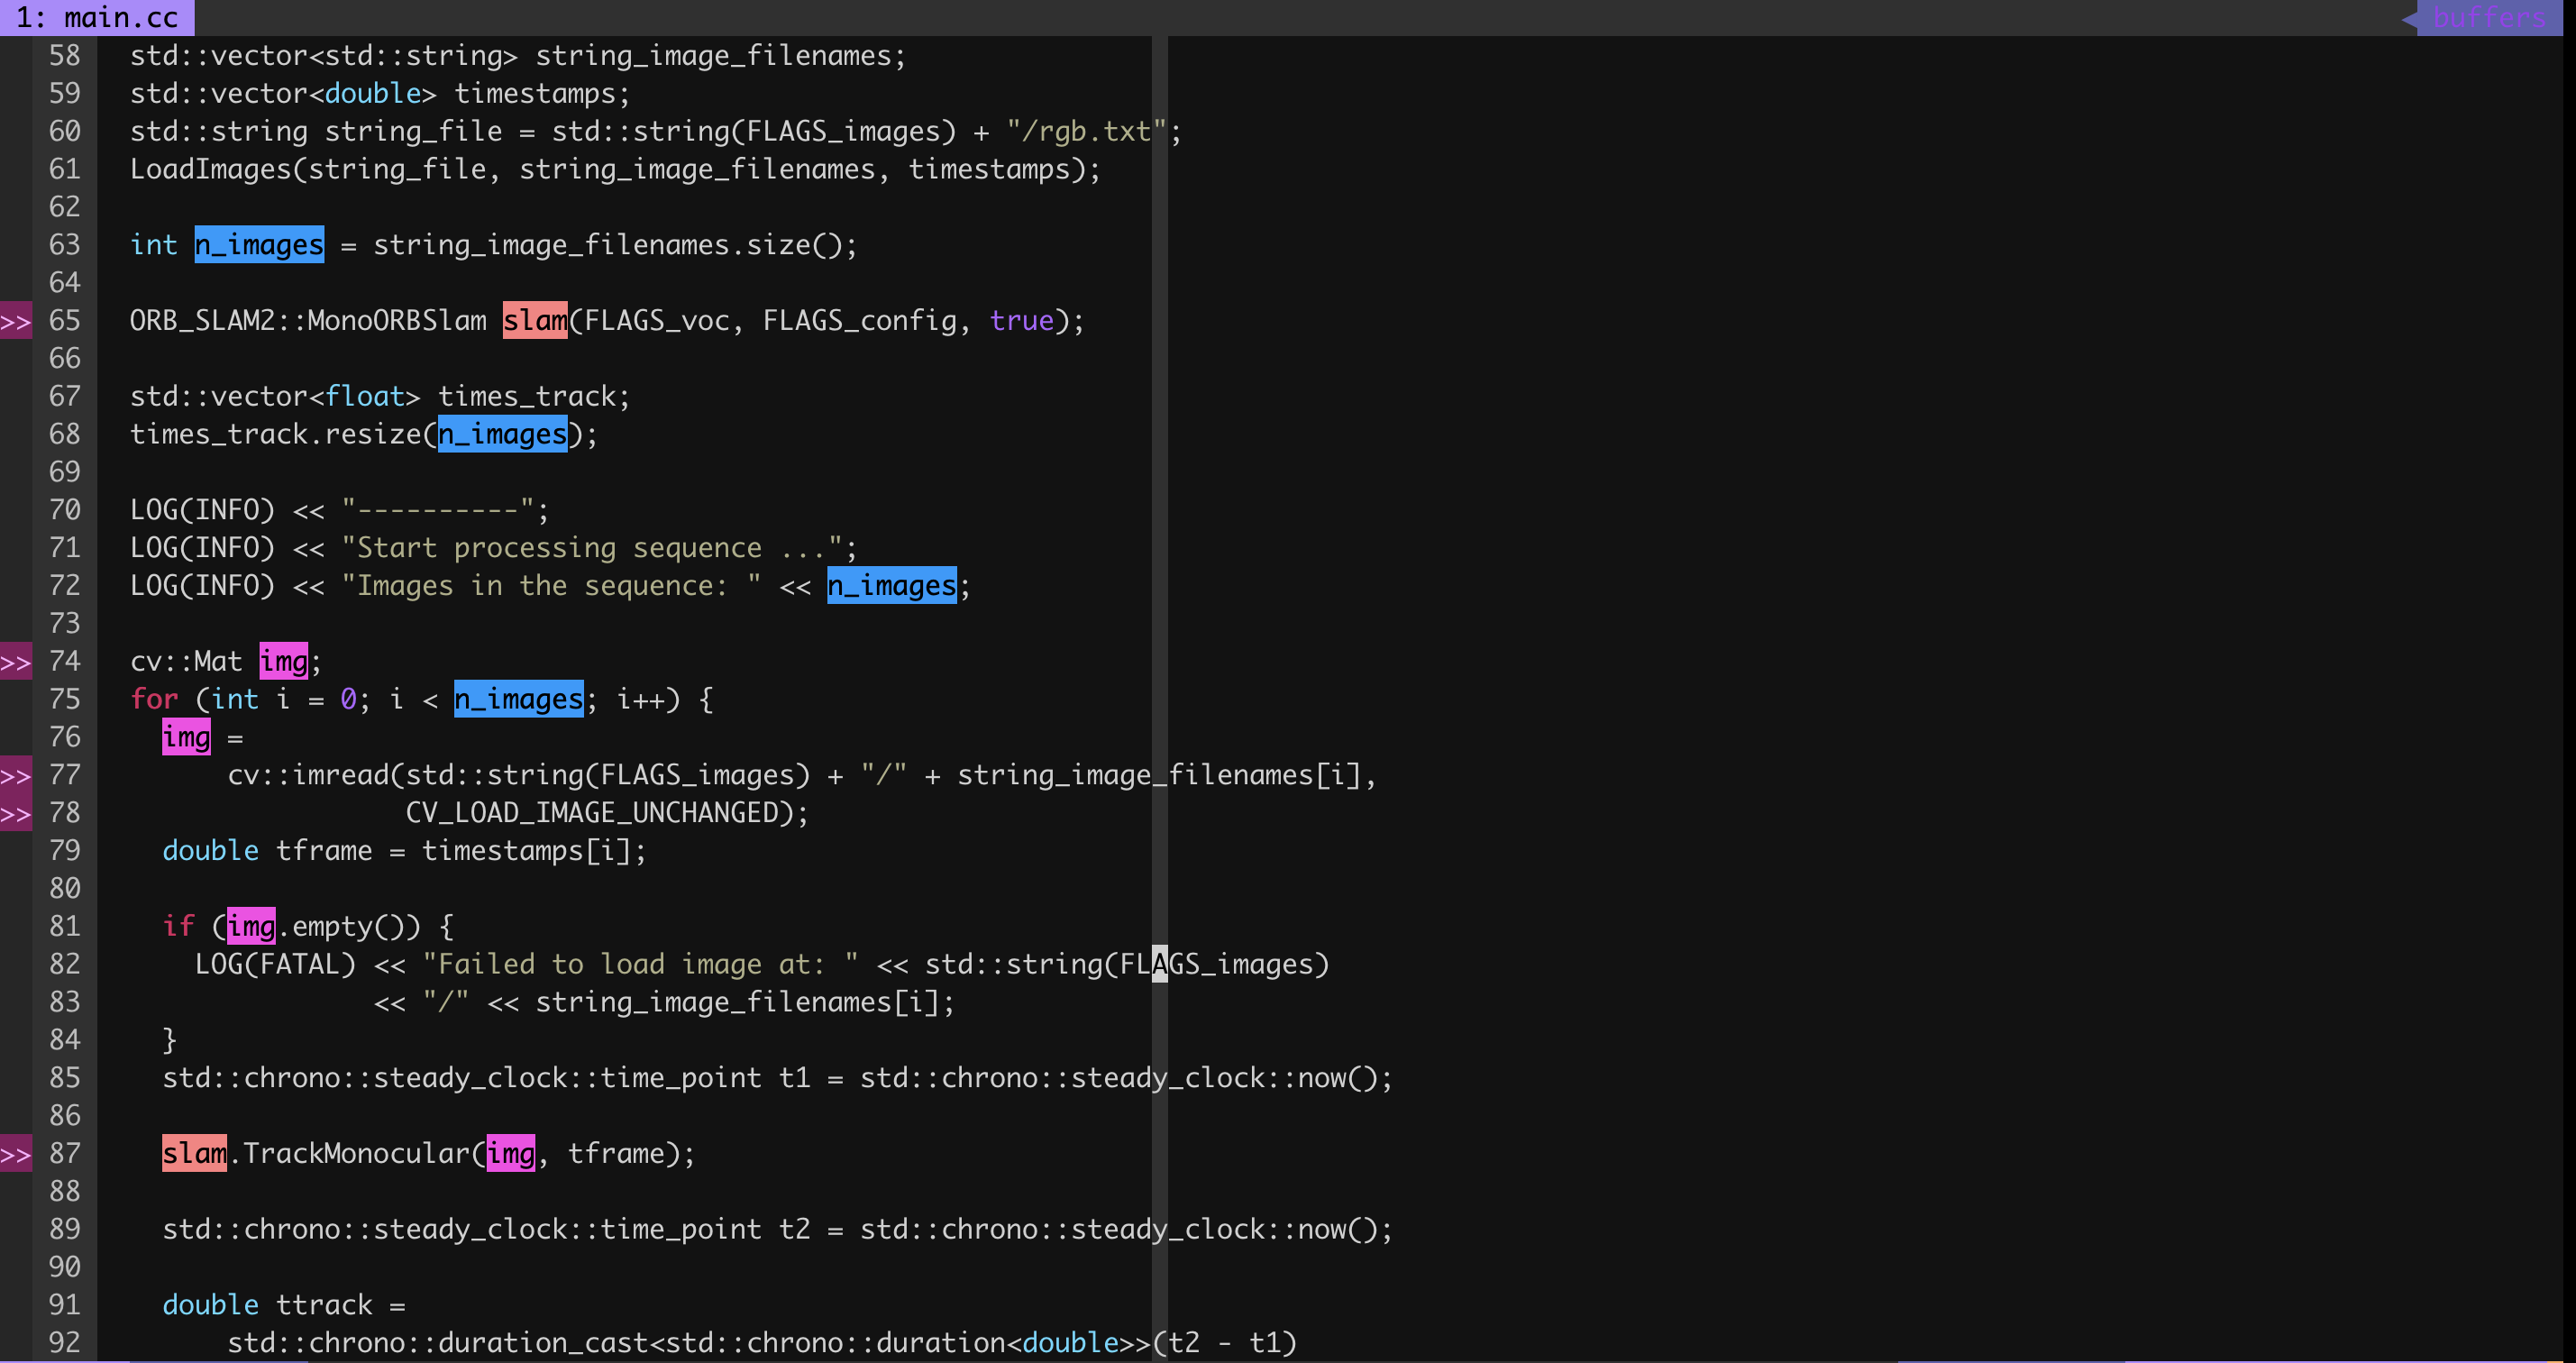 1: main.cc buffers
58 std::vector<std::string> string_image_filenames;
59 std::vector<double> timestamps;
60 std::string string_file = std::string(FLAGS_images) + "/rgb.txt";
61 LoadImages(string_file, string_image_filenames, timestamps);
62
63 int n_images = string_image_filenames.size();
64
>> 65 ORB_SLAM2::MonoORBSlam slam(FLAGS_voc, FLAGS_config, true);
66
67 std::vector<float> times_track;
68 times_track.resize(n_images);
69
70 LOG(INFO) << "----------";
71 LOG(INFO) << "Start processing sequence ...";
72 LOG(INFO) << "Images in the sequence: " << n_images;
73
>> 74 cv::Mat img;
75 for (int i = 0; i < n_images; i++) {
76 img =
>> 77 cv::imread(std::string(FLAGS_images) + "/" + string_image_filenames[i],
>> 78 CV_LOAD_IMAGE_UNCHANGED);
79 double tframe = timestamps[i];
80
81 if (img.empty()) {
82 LOG(FATAL) << "Failed to load image at: " << std::string(FLAGS_images)
83 << "/" << string_image_filenames[i];
84 }
85 std::chrono::steady_clock::time_point t1 = std::chrono::steady_clock::now();
86
>> 87 slam.TrackMonocular(img, tframe);
88
89 std::chrono::steady_clock::time_point t2 = std::chrono::steady_clock::now();
90
91 double ttrack =
92 std::chrono::duration_cast<std::chrono::duration<double>>(t2 - t1)